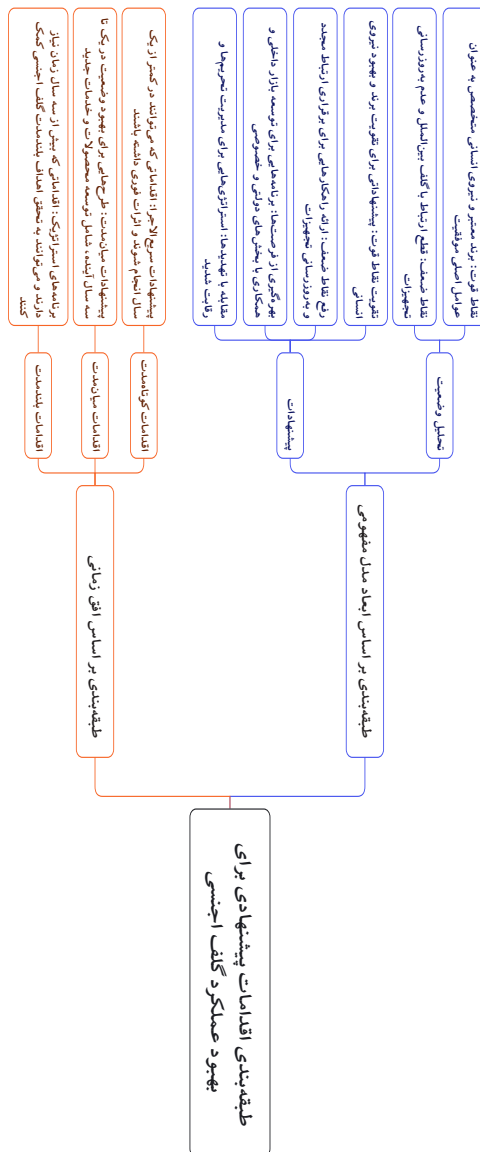 طبقه‌بندی اقدامات پیشنهادی برای
بهبود عملکرد گلف اجنسی
طبقه‌بندی بر اساس ابعاد مدل مفهومی
تحلیل وضعیت
نقاط قوت: برند معتبر و نیروی انسانی متخصص به عنوان
عوامل اصلی موفقیت
نقاط ضعف: قطع ارتباط با گلف بین‌الملل و عدم به‌روزرسانی
تجهیزات
پیشنهادات
تقویت نقاط قوت: پیشنهاداتی برای تقویت برند و بهبود نیروی
انسانی
رفع نقاط ضعف: ارائه راهکارهایی برای برقراری ارتباط مجدد
و به‌روزرسانی تجهیزات
بهره‌گیری از فرصت‌ها: برنامه‌هایی برای توسعه بازار داخلی و
همکاری با بخش‌های دولتی و خصوصی
مقابله با تهدیدها: استراتژی‌هایی برای مدیریت تحریم‌ها و
رقابت شدید
طبقه‌بندی بر اساس افق زمانی
اقدامات کوتاه‌مدت
پیشنهادات سریع‌الاجرا: اقداماتی که می‌توانند در کمتر از یک
سال انجام شوند و اثرات فوری داشته باشند
اقدامات میان‌مدت
پیشنهادات میان‌مدت: طرح‌هایی برای بهبود وضعیت در یک تا
سه سال آینده، شامل توسعه محصولات و خدمات جدید
اقدامات بلندمدت
برنامه‌های استراتژیک: اقداماتی که بیش از سه سال زمان نیاز
دارند و می‌توانند به تحقق اهداف بلندمدت گلف اجنسی کمک
کنند